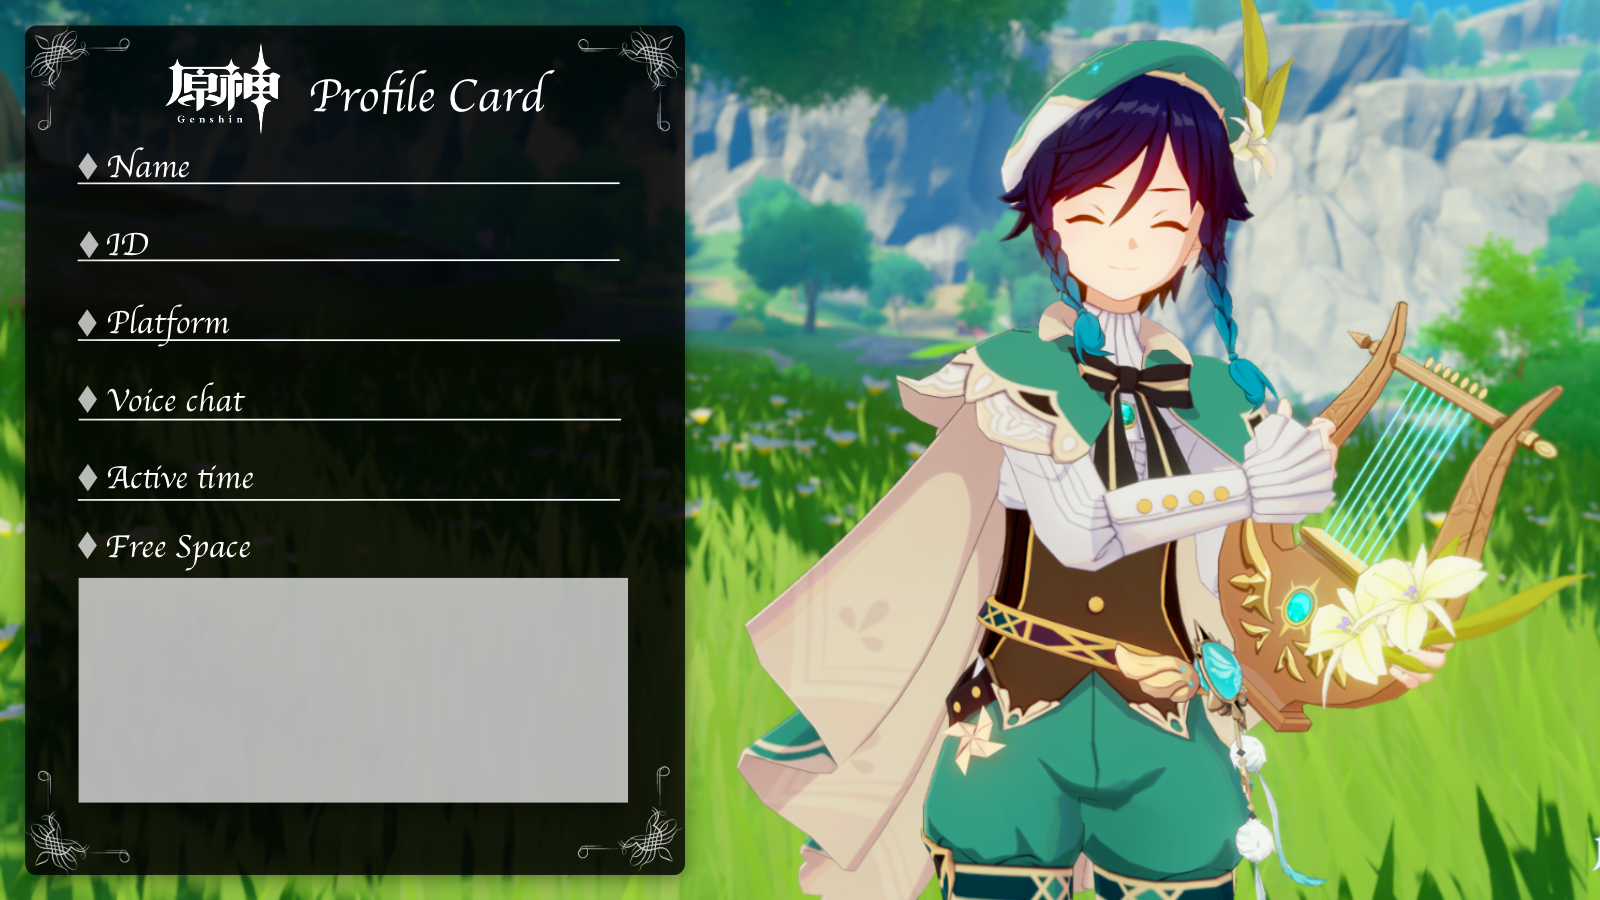 原神
Genshin
Profile Card
Name
ID
Platform
Voice chat
Active time
Free Space